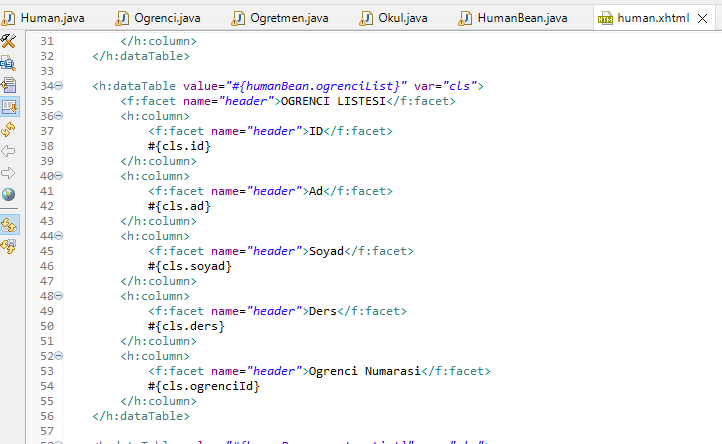 Human.java Ogrenci.java Ogretmen.java Okul.java HumanBean.java human.xhtml
31 </h:column>
32 </h:dataTable>
33
34 <h:dataTable value="#{humanBean.ogrenciList}" var="cls">
35 <f:facet name="header">OGRENCI LISTESI</f:facet>
36 <h:column>
37 <f:facet name="header">ID</f:facet>
38 #{cls.id}
39 </h:column>
40 <h:column>
41 <f:facet name="header">Ad</f:facet>
42 #{cls.ad}
43 </h:column>
44 <h:column>
45 <f:facet name="header">Soyad</f:facet>
46 #{cls.soyad}
47 </h:column>
48 <h:column>
49 <f:facet name="header">Ders</f:facet>
50 #{cls.ders}
51 </h:column>
52 <h:column>
53 <f:facet name="header">Ogrenci Numarasi</f:facet>
54 #{cls.ogrenciId}
55 </h:column>
56 </h:dataTable>
57